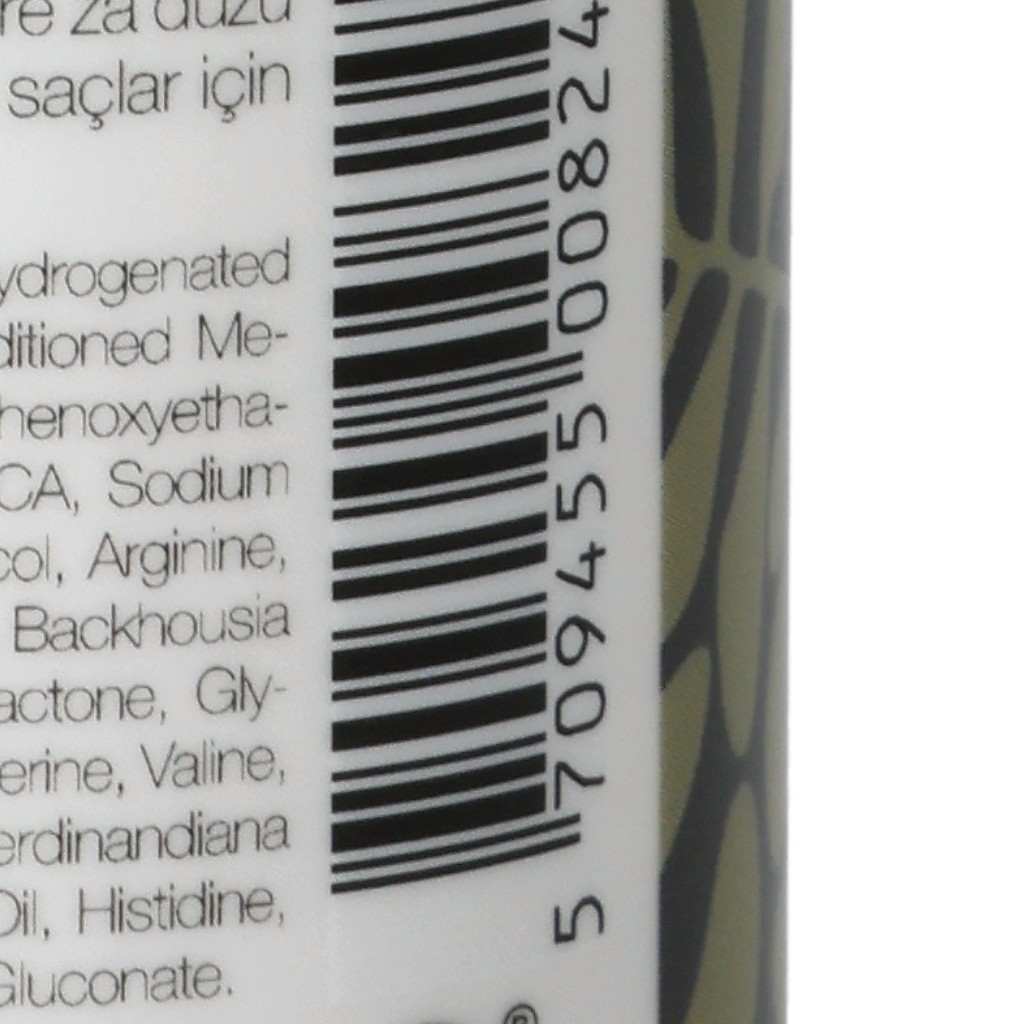 re za dužu
saçlar için
ydrogenated
ditioned Me-
henoxyetha-
CA, Sodium
col, Arginine,
Backhousia
actone, Gly-
erine, Valine,
erdinandiana
Oil, Histidine,
Gluconate.
5 709455 00824
®